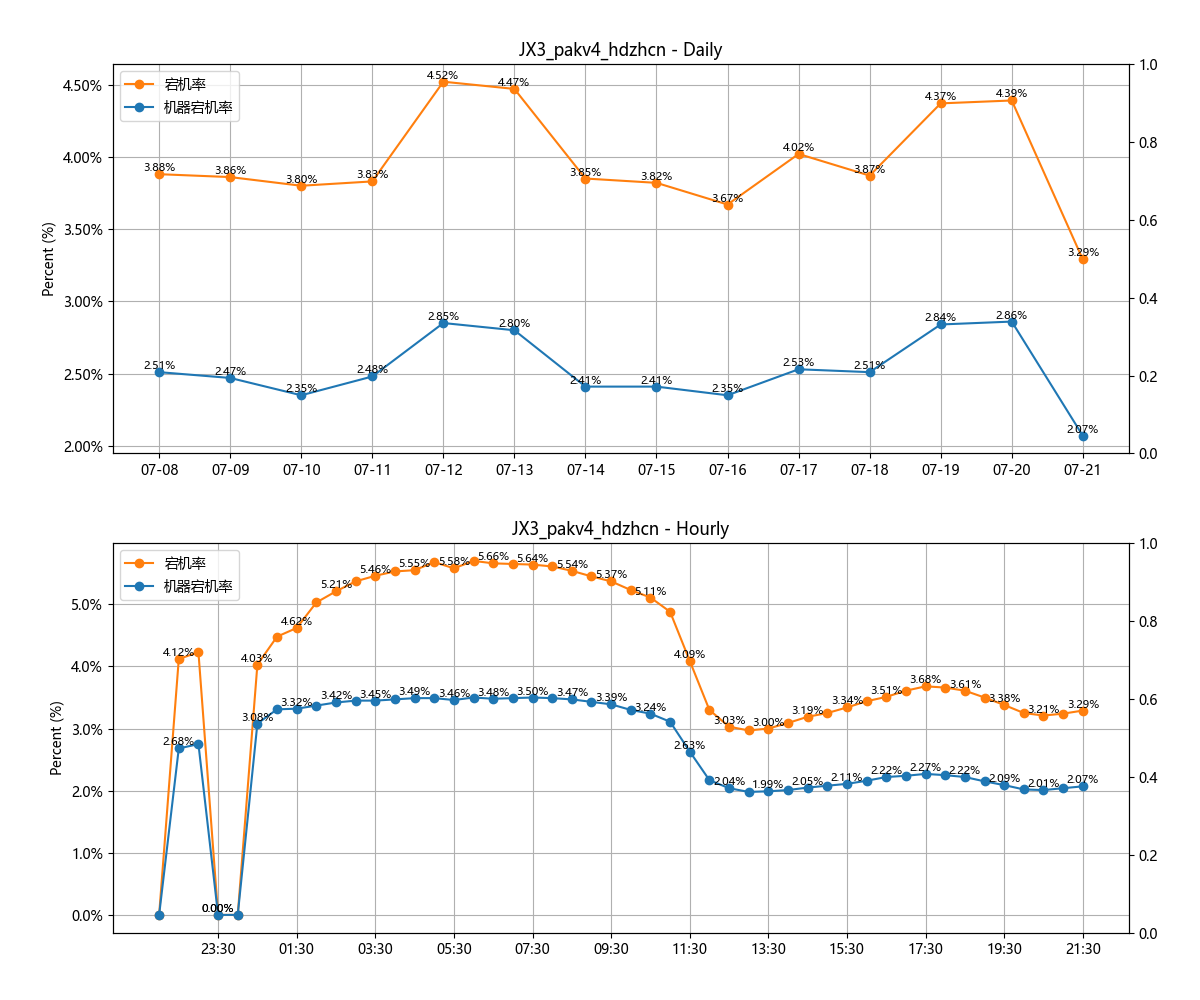 JX3_pakv4_hdzhcn - Daily
宕机率
机器宕机率
Percent (%)
4.50%
4.00%
3.50%
3.00%
2.50%
2.00%
1.0
0.8
0.6
0.4
0.2
0.0
3.88% 3.86% 3.80% 3.83% 4.52% 4.47% 3.85% 3.82% 3.67% 4.02% 3.87% 4.37% 4.39% 3.29%
2.51% 2.47% 2.35% 2.48% 2.85% 2.80% 2.41% 2.41% 2.35% 2.53% 2.51% 2.84% 2.86% 2.07%
07-08 07-09 07-10 07-11 07-12 07-13 07-14 07-15 07-16 07-17 07-18 07-19 07-20 07-21
JX3_pakv4_hdzhcn - Hourly
宕机率
机器宕机率
Percent (%)
5.0%
4.0%
3.0%
2.0%
1.0%
0.0%
1.0
0.8
0.6
0.4
0.2
0.0
4.12% 0.00% 4.03% 4.62% 5.21% 5.46% 5.55% 5.58% 5.66% 5.64% 5.54% 5.37% 5.11% 4.09% 3.03% 3.00% 3.19% 3.34% 3.51% 3.68% 3.61% 3.38% 3.21% 3.29%
2.68% 0.00% 3.08% 3.32% 3.42% 3.45% 3.49% 3.46% 3.48% 3.50% 3.47% 3.39% 3.24% 2.63% 2.04% 1.99% 2.05% 2.11% 2.22% 2.27% 2.22% 2.09% 2.01% 2.07%
23:30 01:30 03:30 05:30 07:30 09:30 11:30 13:30 15:30 17:30 19:30 21:30